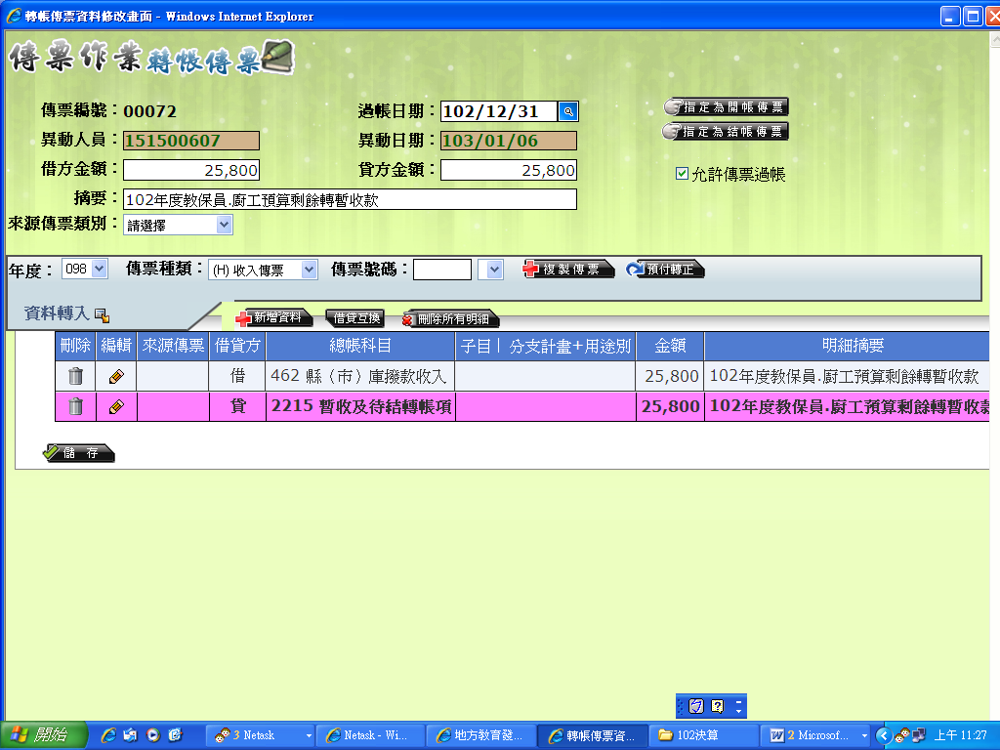 轉帳傳票資料修改畫面 - Windows Internet Explorer
傳票作業 轉帳傳票
傳票編號：00072 過帳日期：102/12/31 指定為開帳傳票
異動人員：151500607 異動日期：103/01/06 指定為結帳傳票
借方金額：25,800 貸方金額：25,800 允許傳票過帳
摘要：102年度教保員.廚工預算剩餘轉暫收款
來源傳票類別：請選擇
年度：098 傳票種類：(H) 收入傳票 傳票號碼： 複製傳票 預付轉正
資料轉入 新增資料 借貸互換 刪除所有明細
刪除 編輯 來源傳票 借貸方 總帳科目 子目| 分支計畫+用途別 金額 明細摘要
借 462 縣（市）庫撥款收入 25,800 102年度教保員.廚工預算剩餘轉暫收款
貸 2215 暫收及待結轉帳項 25,800 102年度教保員.廚工預算剩餘轉暫收款
儲 存
開始 3 Netask Netask - Wi... 地方教育發... 轉帳傳票資... 102決算 2 Microsof... 上午 11:27